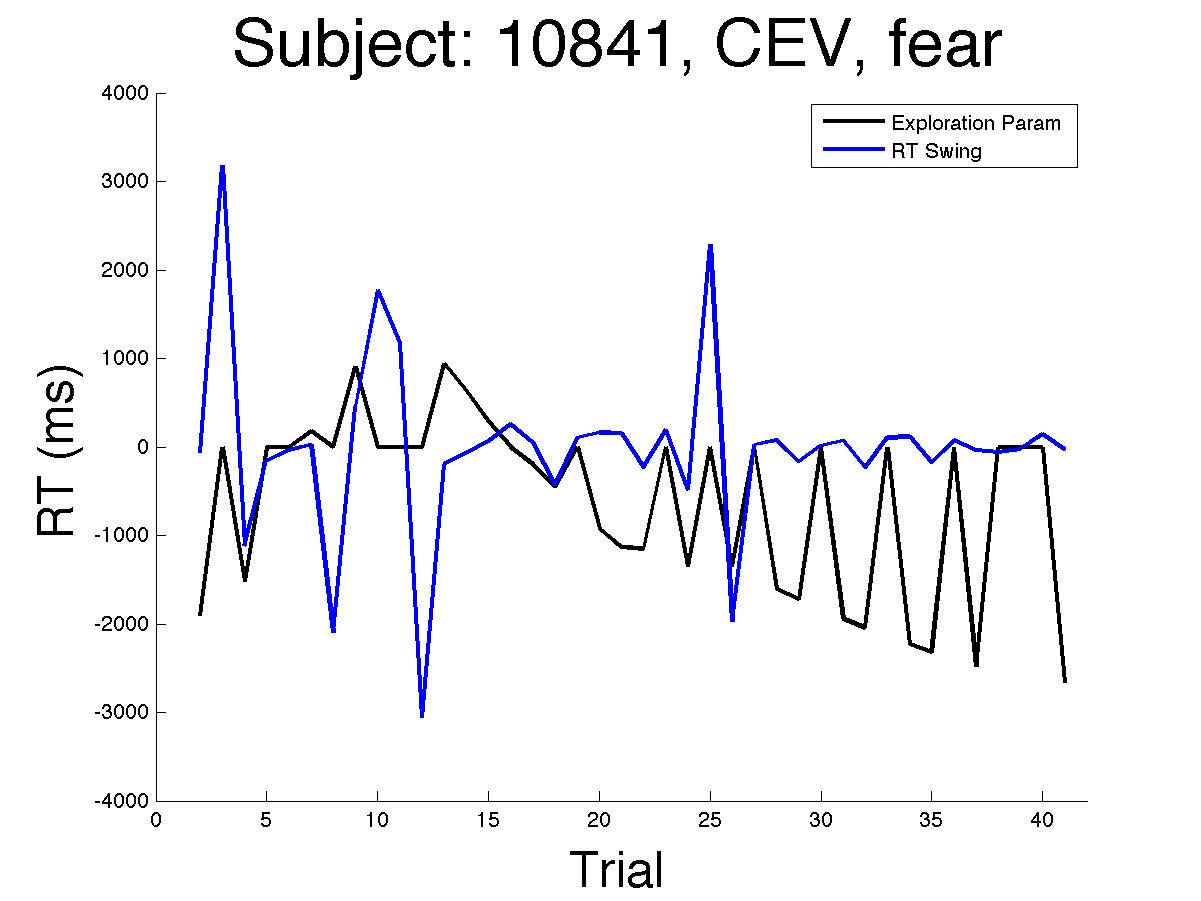 Subject: 10841, CEV, fear
4000
3000
2000
1000
0
-1000
-2000
-3000
-4000
RT (ms)
Exploration Param
RT Swing
0 5 10 15 20 25 30 35 40
Trial